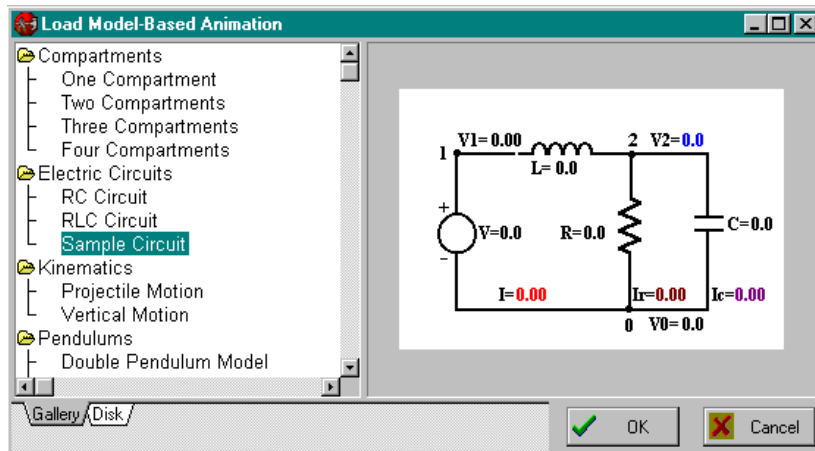 Load Model-Based Animation
Compartments
One Compartment
Two Compartments
Three Compartments
Four Compartments
Electric Circuits
RC Circuit
RLC Circuit
Sample Circuit
Kinematics
Projectile Motion
Vertical Motion
Pendulums
Double Pendulum Model
V1= 0.00
2 V2=0.0
1
L= 0.0
+
V=0.0
R=0.0
C=0.0
-
I=0.00
Ir=0.00
Ic=0.00
0 V0= 0.0
Gallery
Disk
OK
Cancel